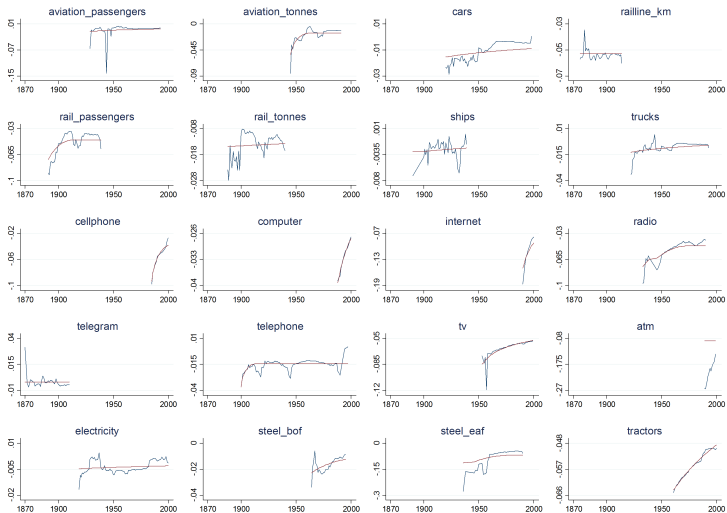 aviation_passengers aviation_tonnes cars railline_km
.01 -.07 -.15 0 -.045 -.09 .01 -.01 -.03 -.03 -.05 -.07
1870 1900 1950 2000 1870 1900 1950 2000 1870 1900 1950 2000 1870 1900 1950 2000
rail_passengers rail_tonnes ships trucks
-.03 -.065 -.1 -.008 -.018 -.028 .001 -.0035 -.008 .01 -.015 -.04
1870 1900 1950 2000 1870 1900 1950 2000 1870 1900 1950 2000 1870 1900 1950 2000
cellphone computer internet radio
-.02 -.06 -.1 -.026 -.033 -.04 -.07 -.13 -.19 -.03 -.065 -.1
1870 1900 1950 2000 1870 1900 1950 2000 1870 1900 1950 2000 1870 1900 1950 2000
telegram telephone tv atm
.04 .015 -.01 .01 -.015 -.04 -.05 -.085 -.12 -.08 -.175 -.27
1870 1900 1950 2000 1870 1900 1950 2000 1870 1900 1950 2000 1870 1900 1950 2000
electricity steel_bof steel_eaf tractors
.01 -.005 -.02 0 -.02 -.04 0 -.15 -.3 -.048 -.057 -.066
1870 1900 1950 2000 1870 1900 1950 2000 1870 1900 1950 2000 1870 1900 1950 2000